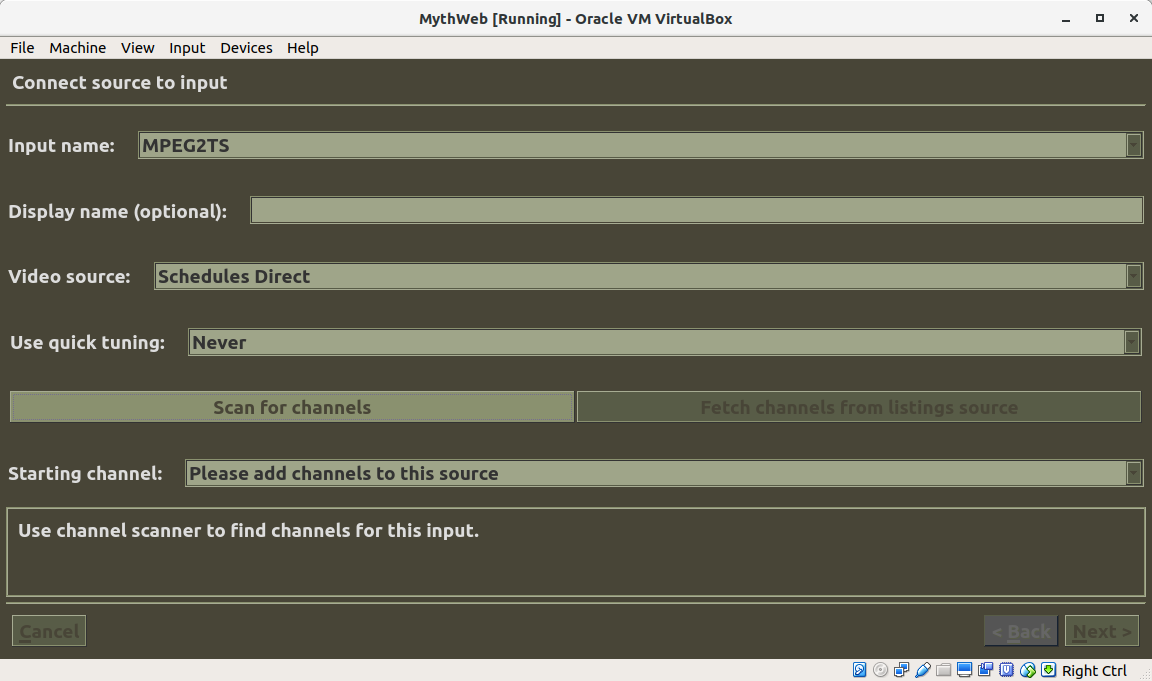 MythWeb [Running] - Oracle VM VirtualBox
File Machine View Input Devices Help
Connect source to input
Input name: MPEG2TS
Display name (optional):
Video source: Schedules Direct
Use quick tuning: Never
Scan for channels Fetch channels from listings source
Starting channel: Please add channels to this source
Use channel scanner to find channels for this input.
Cancel < Back Next >
Right Ctrl